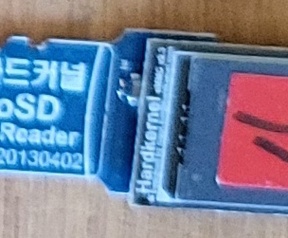 드커널
oSD
Reader
20130402
Hardkernel